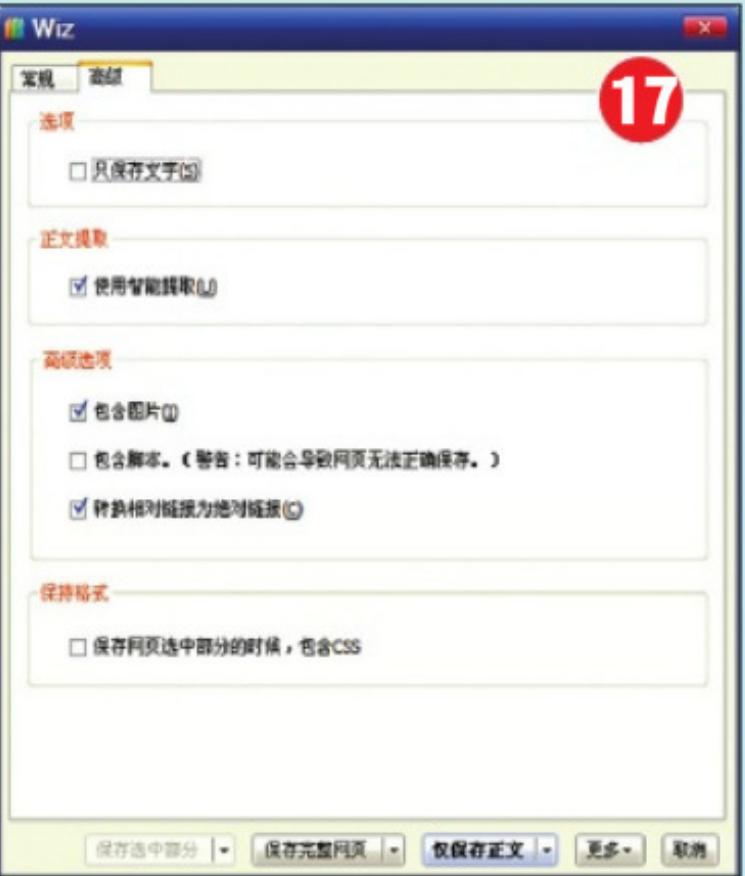 Wiz
常规 高级
17
选项
只保存文字(S)
正文提取
使用智能提取(U)
高级选项
包含图片(I)
包含脚本。(警告:可能会导致网页无法正确保存。)
转换相对链接为绝对链接(C)
保持格式
保存网页选中部分的时候,包含CSS
保存选中部分 保存完整网页 仅保存正文 更多 取消